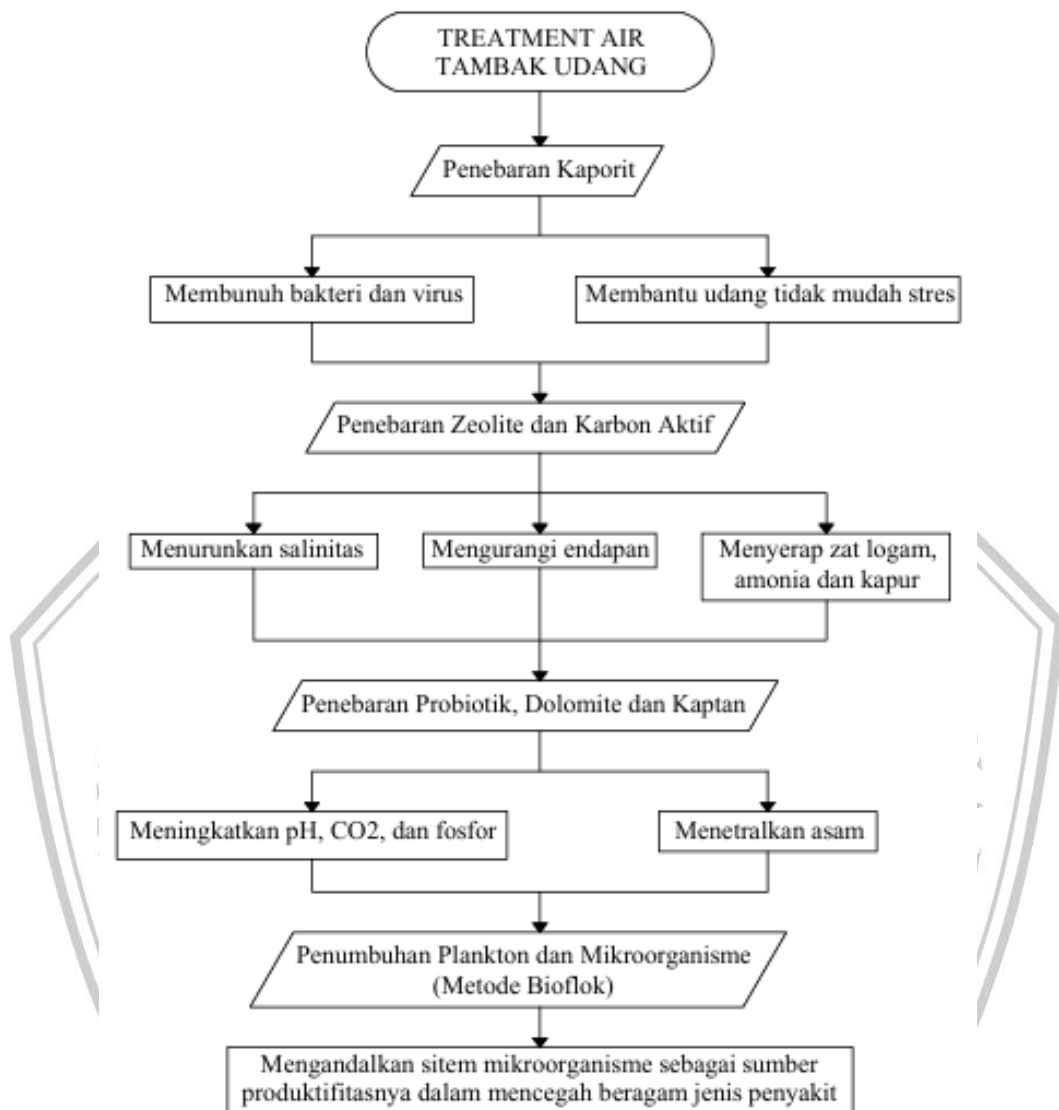 TREATMENT AIR
TAMBAK UDANG
Penebaran Kaporit
Membunuh bakteri dan virus
Membantu udang tidak mudah stres
Penebaran Zeolite dan Karbon Aktif
Menurunkan salinitas
Mengurangi endapan
Menyerap zat logam,
amonia dan kapur
Penebaran Probiotik, Dolomite dan Kaptan
Meningkatkan pH, CO2, dan fosfor
Menetralkan asam
Penumbuhan Plankton dan Mikroorganisme
(Metode Bioflok)
Mengandalkan sitem mikroorganisme sebagai sumber
produktifitasnya dalam mencegah beragam jenis penyakit